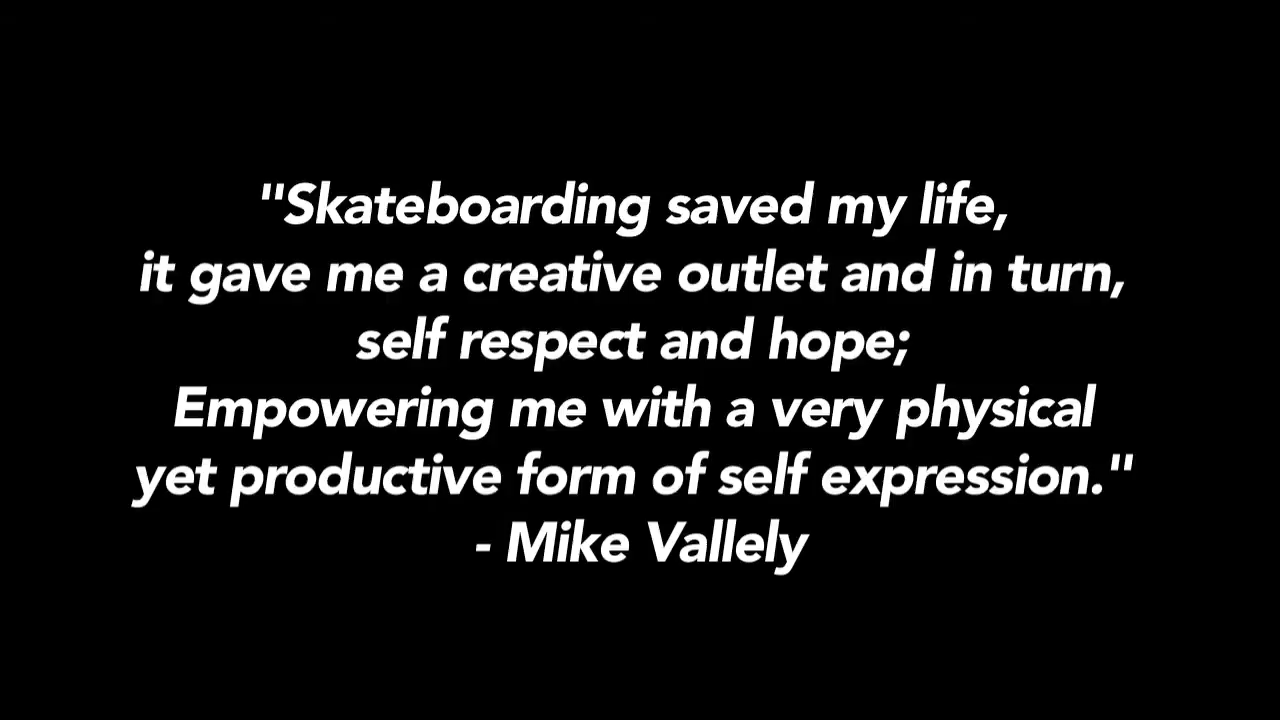 "Skateboarding saved my life,
it gave me a creative outlet and in turn,
self respect and hope;
Empowering me with a very physical
yet productive form of self expression."
- Mike Vallely